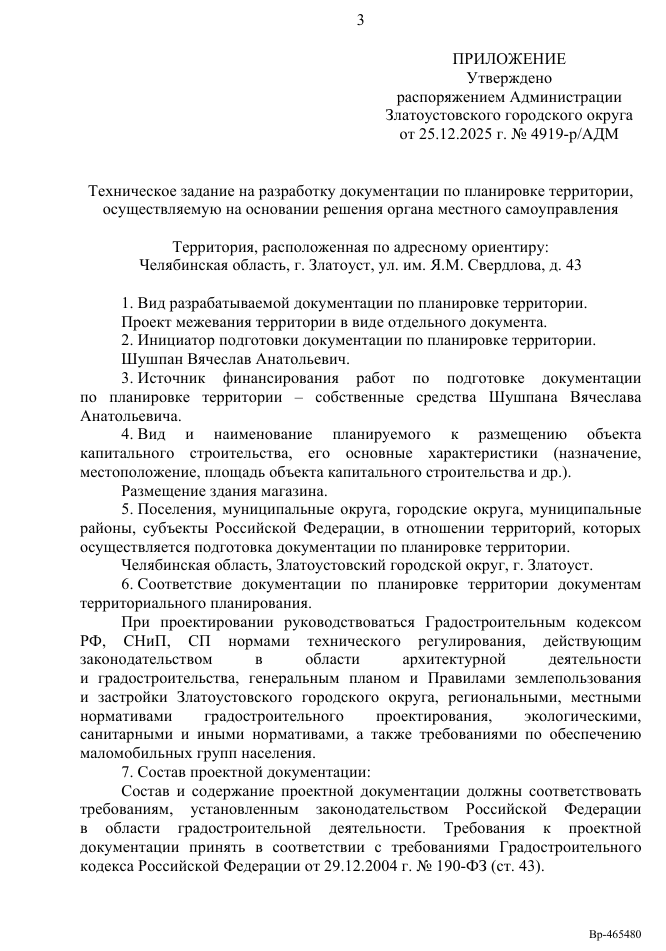 3
ПРИЛОЖЕНИЕ
Утверждено
распоряжением Администрации
Златоустовского городского округа
от 25.12.2025 г. № 4919-р/АДМ
Техническое задание на разработку документации по планировке территории,
осуществляемую на основании решения органа местного самоуправления
Территория, расположенная по адресному ориентиру:
Челябинская область, г. Златоуст, ул. им. Я.М. Свердлова, д. 43
1. Вид разрабатываемой документации по планировке территории.
Проект межевания территории в виде отдельного документа.
2. Инициатор подготовки документации по планировке территории.
Шушпан Вячеслав Анатольевич.
3. Источник финансирования работ по подготовке документации
по планировке территории – собственные средства Шушпана Вячеслава
Анатольевича.
4. Вид и наименование планируемого к размещению объекта
капитального строительства, его основные характеристики (назначение,
местоположение, площадь объекта капитального строительства и др.).
Размещение здания магазина.
5. Поселения, муниципальные округа, городские округа, муниципальные
районы, субъекты Российской Федерации, в отношении территорий, которых
осуществляется подготовка документации по планировке территории.
Челябинская область, Златоустовский городской округ, г. Златоуст.
6. Соответствие документации по планировке территории документам
территориального планирования.
При проектировании руководствоваться Градостроительным кодексом
РФ, СНиП, СП нормами технического регулирования, действующим
законодательством в области архитектурной деятельности
и градостроительства, генеральным планом и Правилами землепользования
и застройки Златоустовского городского округа, региональными, местными
нормативами градостроительного проектирования, экологическими,
санитарными и иными нормативами, а также требованиями по обеспечению
маломобильных групп населения.
7. Состав проектной документации:
Состав и содержание проектной документации должны соответствовать
требованиям, установленным законодательством Российской Федерации
в области градостроительной деятельности. Требования к проектной
документации принять в соответствии с требованиями Градостроительного
кодекса Российской Федерации от 29.12.2004 г. № 190-ФЗ (ст. 43).
Вр-465480